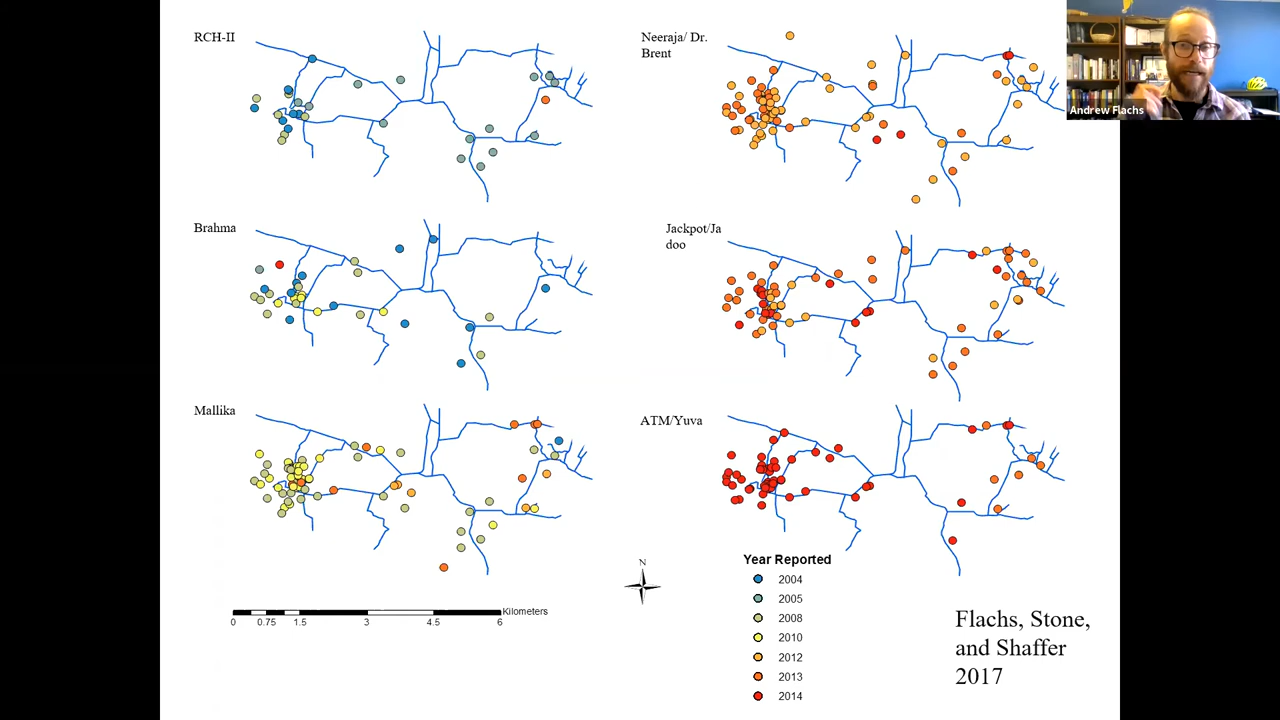 RCH-II
Neeraja/ Dr.
Brent
Andrew Flachs
Brahma
Jackpot/Ja
doo
Mallika
ATM/Yuva
N
Year Reported
2004
2005
2008
2010
2012
2013
2014
Kilometers
0 0.75 1.5 3 4.5 6
Flachs, Stone,
and Shaffer
2017